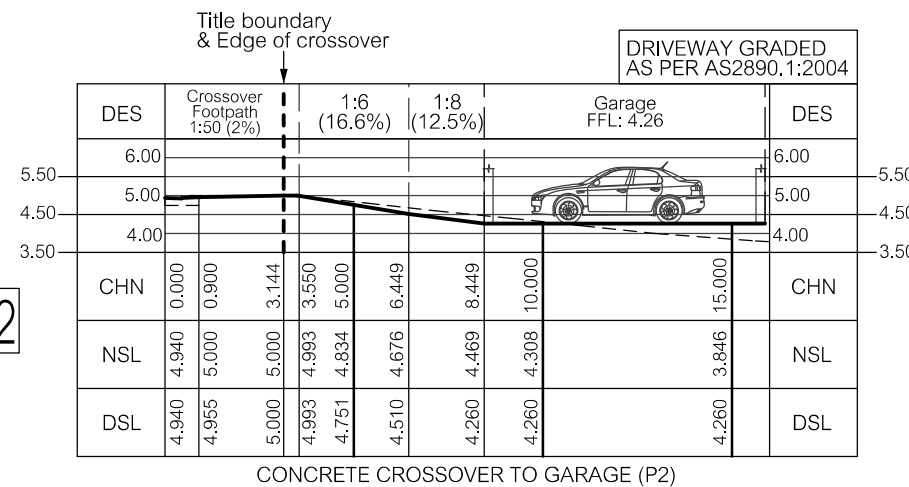 Title boundary
& Edge of crossover
DRIVEWAY GRADED
AS PER AS2890.1:2004
DES
Crossover
Footpath
1:50 (2%)
1:6
(16.6%)
1:8
(12.5%)
Garage
FFL: 4.26
DES
6.00
6.00
5.50
5.50
5.00
5.00
4.50
4.50
4.00
4.00
3.50
3.50
CHN 0.000 0.900 3.144 3.550 5.000 6.449 8.449 10.000 15.000 CHN
2
NSL 4.940 5.000 5.000 4.993 4.834 4.676 4.469 4.308 3.846 NSL
DSL 4.940 4.955 5.000 4.993 4.751 4.510 4.260 4.260 4.260 DSL
CONCRETE CROSSOVER TO GARAGE (P2)